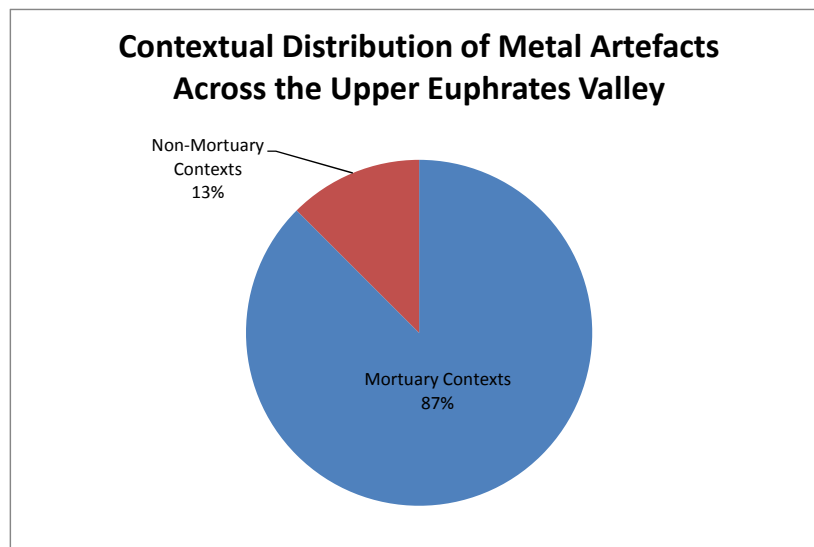 Contextual Distribution of Metal Artefacts
Across the Upper Euphrates Valley
Non-Mortuary
Contexts
13%
Mortuary Contexts
87%